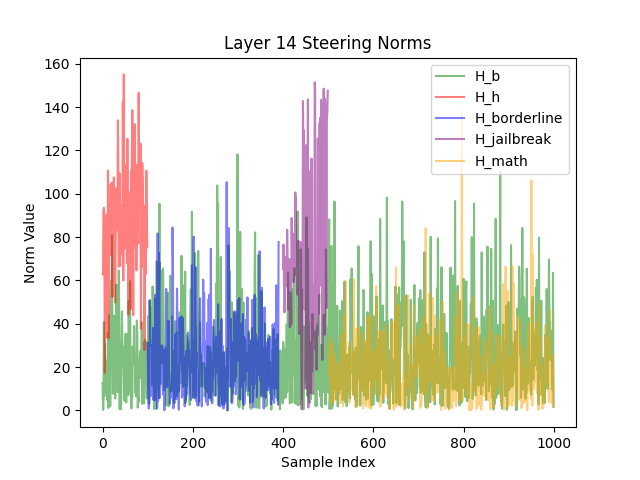 Layer 14 Steering Norms
160
140
120
100
80
60
40
20
0
Norm Value
H_b
H_h
H_borderline
H_jailbreak
H_math
0
200
400
600
800
1000
Sample Index